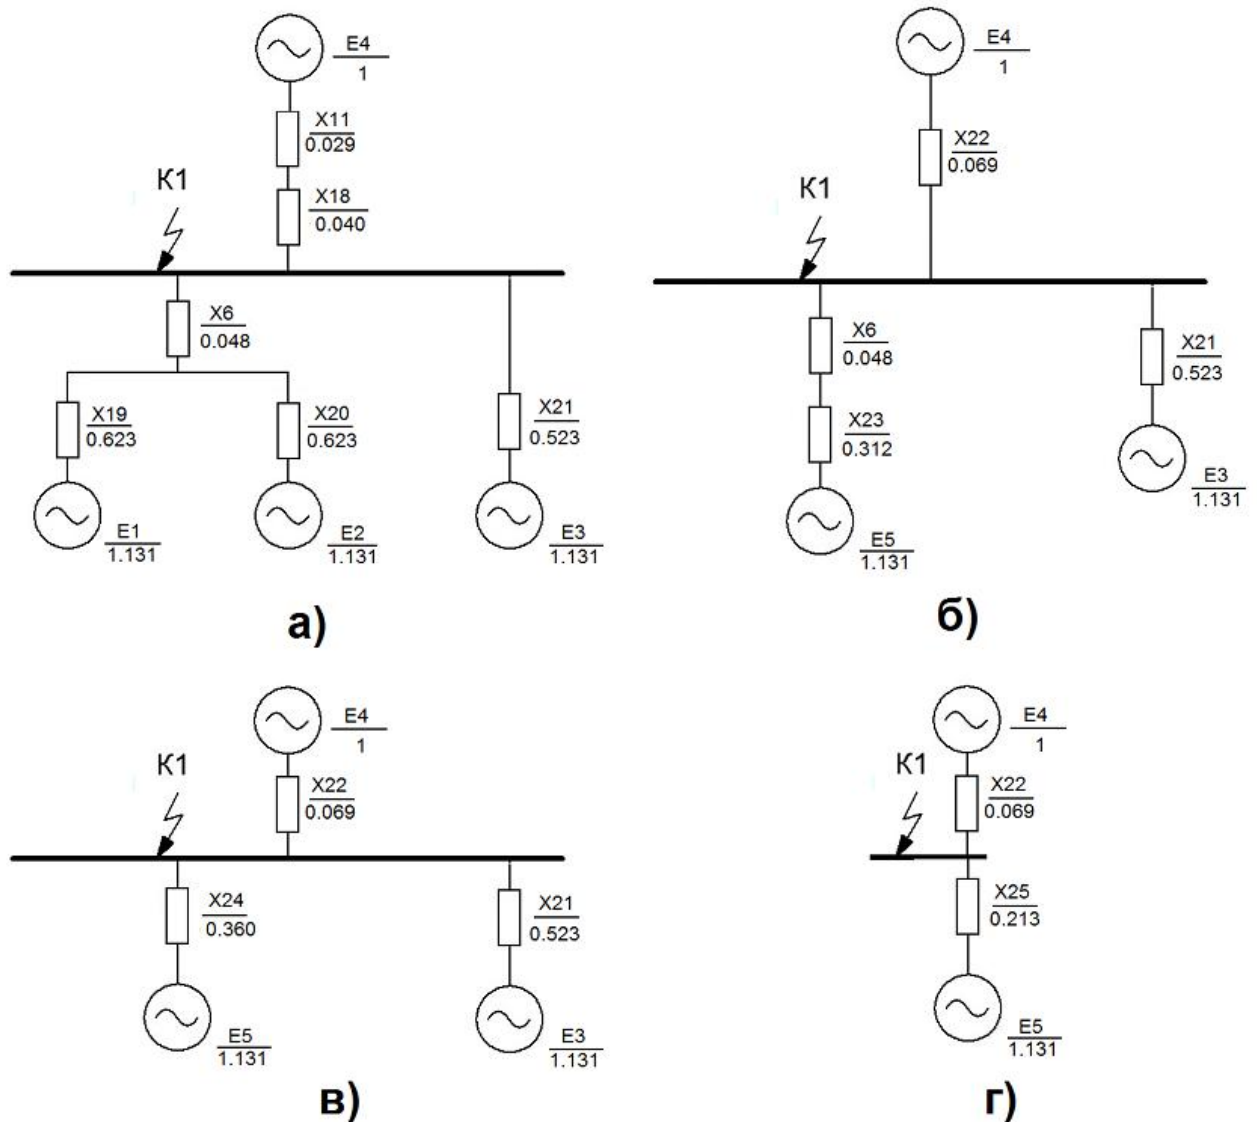 E4
1
X11
0.029
K1
X18
0.040
X6
0.048
X19
0.623
X20
0.623
X21
0.523
E1
1.131
E2
1.131
E3
1.131
а)
E4
1
X22
0.069
K1
X6
0.048
X21
0.523
X23
0.312
E3
1.131
E5
1.131
б)
E4
1
K1
X22
0.069
X24
0.360
X21
0.523
E5
1.131
E3
1.131
в)
E4
1
K1
X22
0.069
X25
0.213
E5
1.131
г)